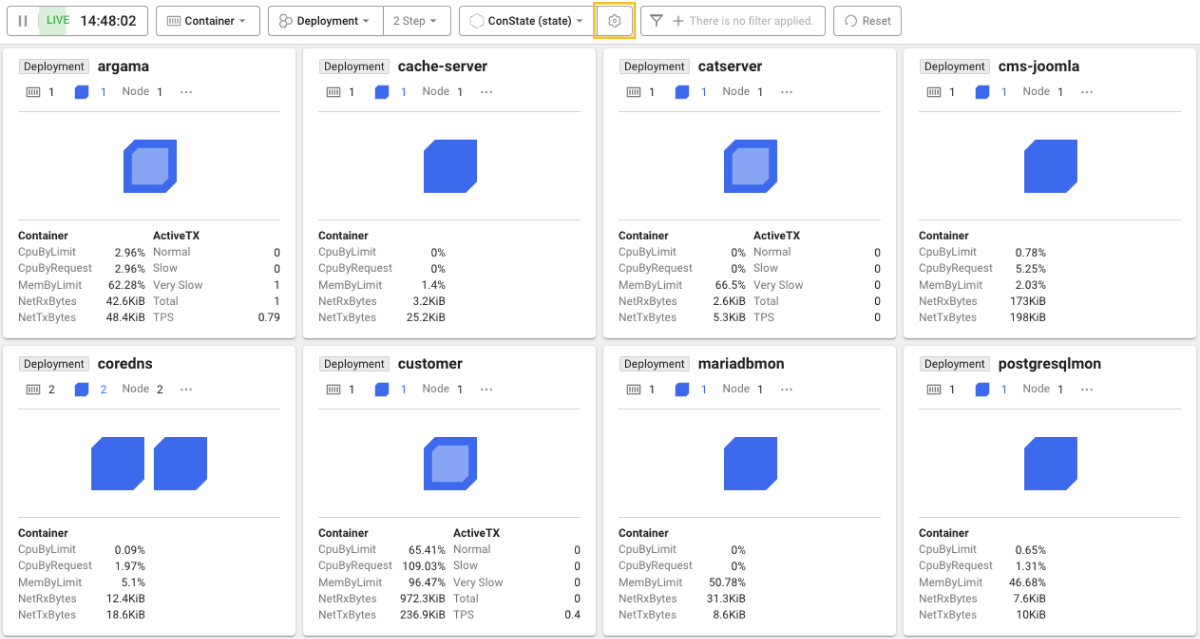 LIVE 14:48:02 Container Deployment 2 Step ConState (state) There is no filter applied. Reset
Deployment argama
1 1 Node 1 ...
Container ActiveTX
CpuByLimit 2.96% Normal 0
CpuByRequest 2.96% Slow 0
MemByLimit 62.28% Very Slow 1
NetRxBytes 42.6KiB Total 1
NetTxBytes 48.4KiB TPS 0.79
Deployment cache-server
1 1 Node 1 ...
Container
CpuByLimit 0%
CpuByRequest 0%
MemByLimit 1.4%
NetRxBytes 3.2KiB
NetTxBytes 25.2KiB
Deployment catserver
1 1 Node 1 ...
Container ActiveTX
CpuByLimit 0% Normal 0
CpuByRequest 0% Slow 0
MemByLimit 66.5% Very Slow 0
NetRxBytes 2.6KiB Total 0
NetTxBytes 5.3KiB TPS 0
Deployment cms-joomla
1 1 Node 1 ...
Container
CpuByLimit 0.78%
CpuByRequest 5.25%
MemByLimit 2.03%
NetRxBytes 173KiB
NetTxBytes 198KiB
Deployment coredns
2 2 Node 2 ...
Container
CpuByLimit 0.09%
CpuByRequest 1.97%
MemByLimit 5.1%
NetRxBytes 12.4KiB
NetTxBytes 18.6KiB
Deployment customer
1 1 Node 1 ...
Container ActiveTX
CpuByLimit 65.41% Normal 0
CpuByRequest 109.03% Slow 0
MemByLimit 96.47% Very Slow 0
NetRxBytes 972.3KiB Total 0
NetTxBytes 236.9KiB TPS 0.4
Deployment mariadbmon
1 1 Node 1 ...
Container
CpuByLimit 0%
CpuByRequest 0%
MemByLimit 50.78%
NetRxBytes 31.3KiB
NetTxBytes 8.6KiB
Deployment postgresqlmon
1 1 Node 1 ...
Container
CpuByLimit 0.65%
CpuByRequest 1.31%
MemByLimit 46.68%
NetRxBytes 7.6KiB
NetTxBytes 10KiB